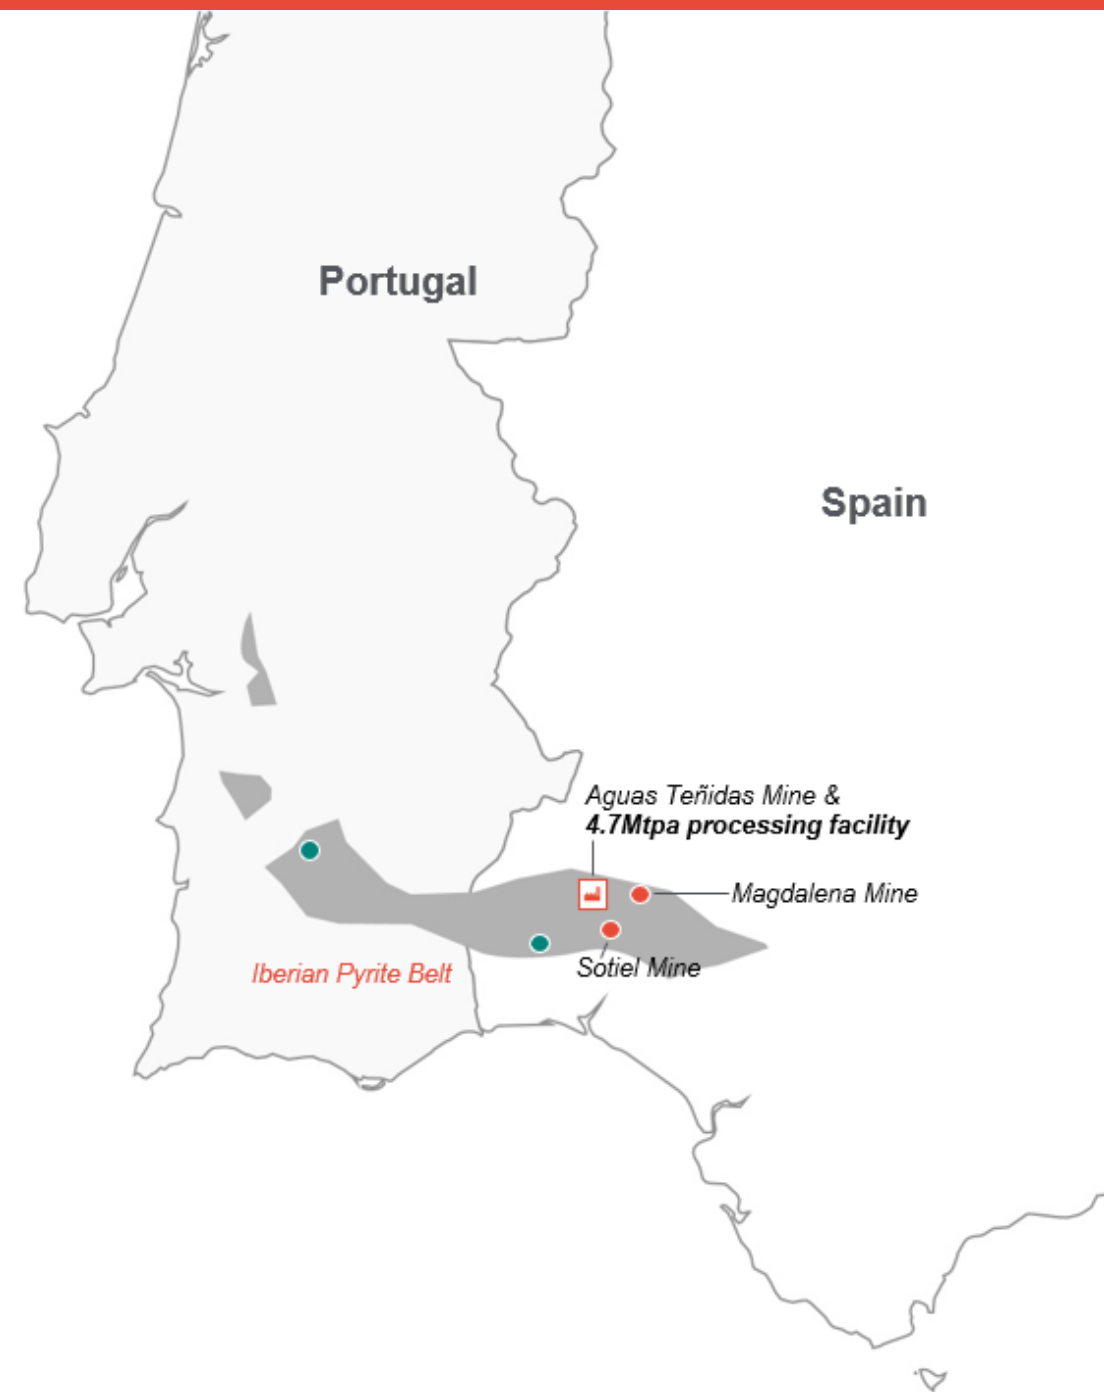 Portugal
Spain
Aguas Teñidas Mine &
4.7Mtpa processing facility
Magdalena Mine
Sotiel Mine
Iberian Pyrite Belt